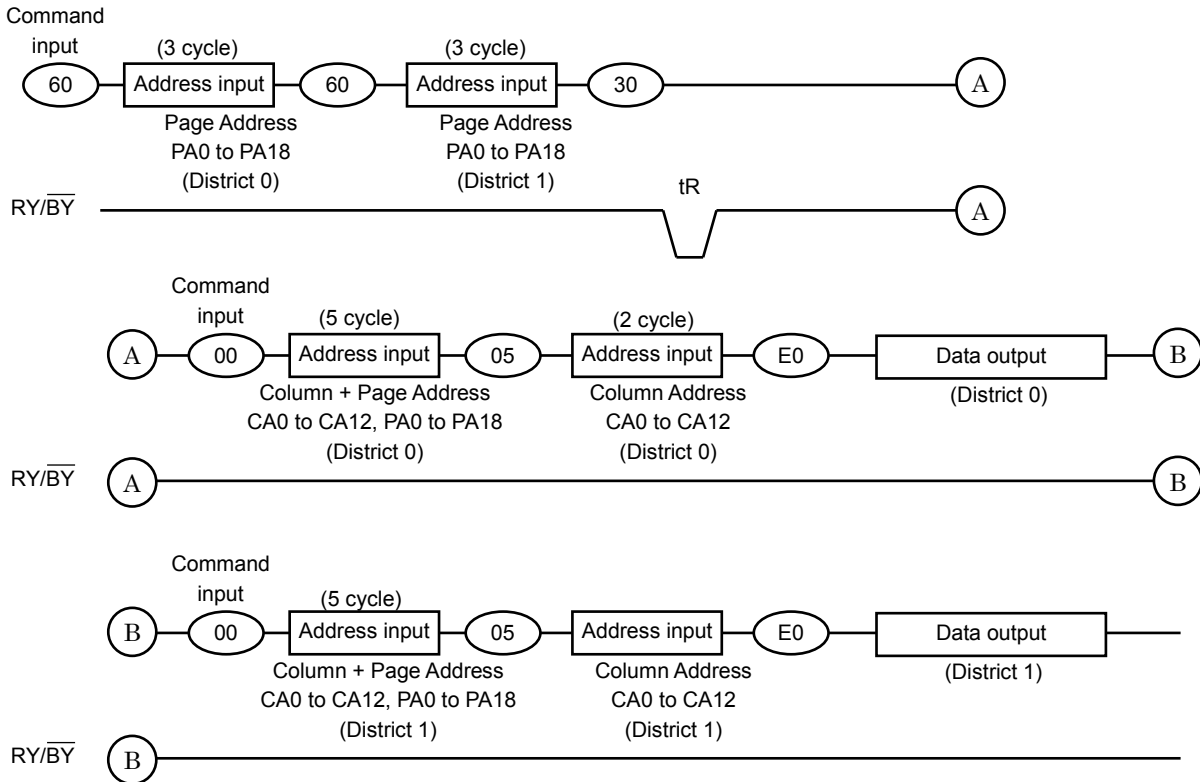 Command
input
(3 cycle)
(3 cycle)
60
Address input
60
Address input
30
A
Page Address
PA0 to PA18
(District 0)
Page Address
PA0 to PA18
(District 1)
tR
RY/B̅Y̅
A
Command
input
(5 cycle)
(2 cycle)
A
00
Address input
05
Address input
E0
Data output
B
Column + Page Address
CA0 to CA12, PA0 to PA18
(District 0)
Column Address
CA0 to CA12
(District 0)
(District 0)
RY/B̅Y̅
A
B
Command
input
(5 cycle)
B
00
Address input
05
Address input
E0
Data output
Column + Page Address
CA0 to CA12, PA0 to PA18
(District 1)
Column Address
CA0 to CA12
(District 1)
(District 1)
RY/B̅Y̅
B